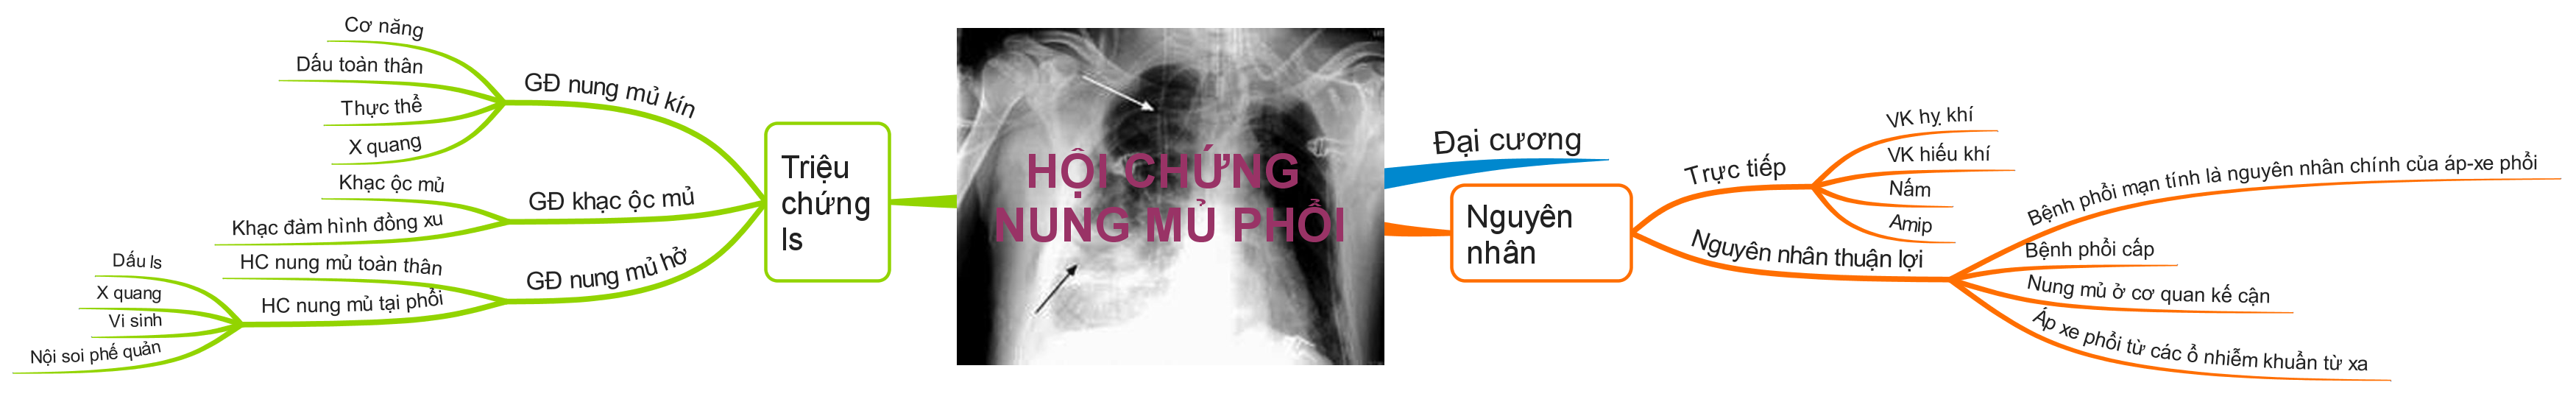 HỘI CHỨNG
NUNG MỦ PHỔI
Đại cương
Nguyên
nhân
Trực tiếp
VK hỵ khí
VK hiếu khí
Nấm
Amip
Nguyên nhân thuận lợi
Bệnh phổi mạn tính là nguyên nhân chính của áp-xe phổi
Bệnh phổi cấp
Nung mủ ở cơ quan kế cận
Áp xe phổi từ các ổ nhiễm khuẩn từ xa
Triệu
chứng
ls
GĐ nung mủ kín
Cơ năng
Dấu toàn thân
Thực thể
X quang
GĐ khạc ộc mủ
Khạc ộc mủ
Khạc đàm hình đồng xu
GĐ nung mủ hở
HC nung mủ toàn thân
HC nung mủ tại phổi
Dấu ls
X quang
Vi sinh
Nội soi phế quản